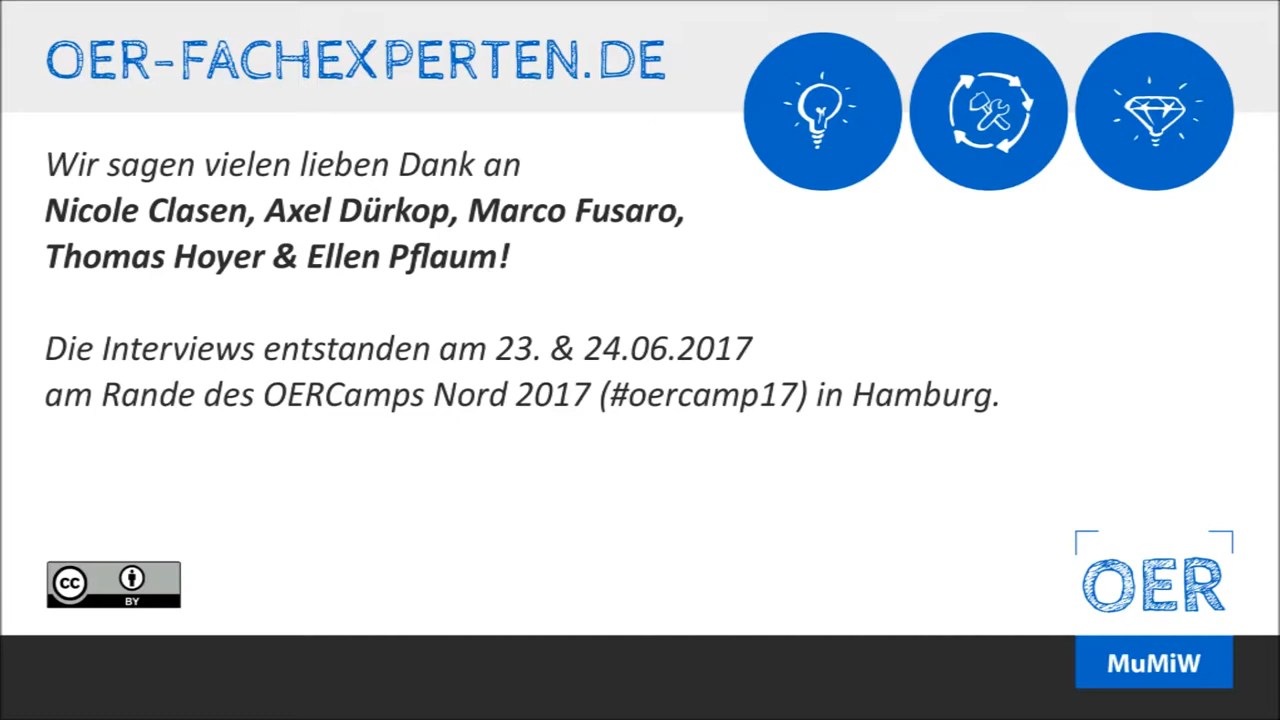 OER-FACHEXPERTEN.DE
Wir sagen vielen lieben Dank an
Nicole Clasen, Axel Dürkop, Marco Fusaro,
Thomas Hoyer & Ellen Pflaum!
Die Interviews entstanden am 23. & 24.06.2017
am Rande des OERCamps Nord 2017 (#oercamp17) in Hamburg.
cc
BY
OER
MuMiW